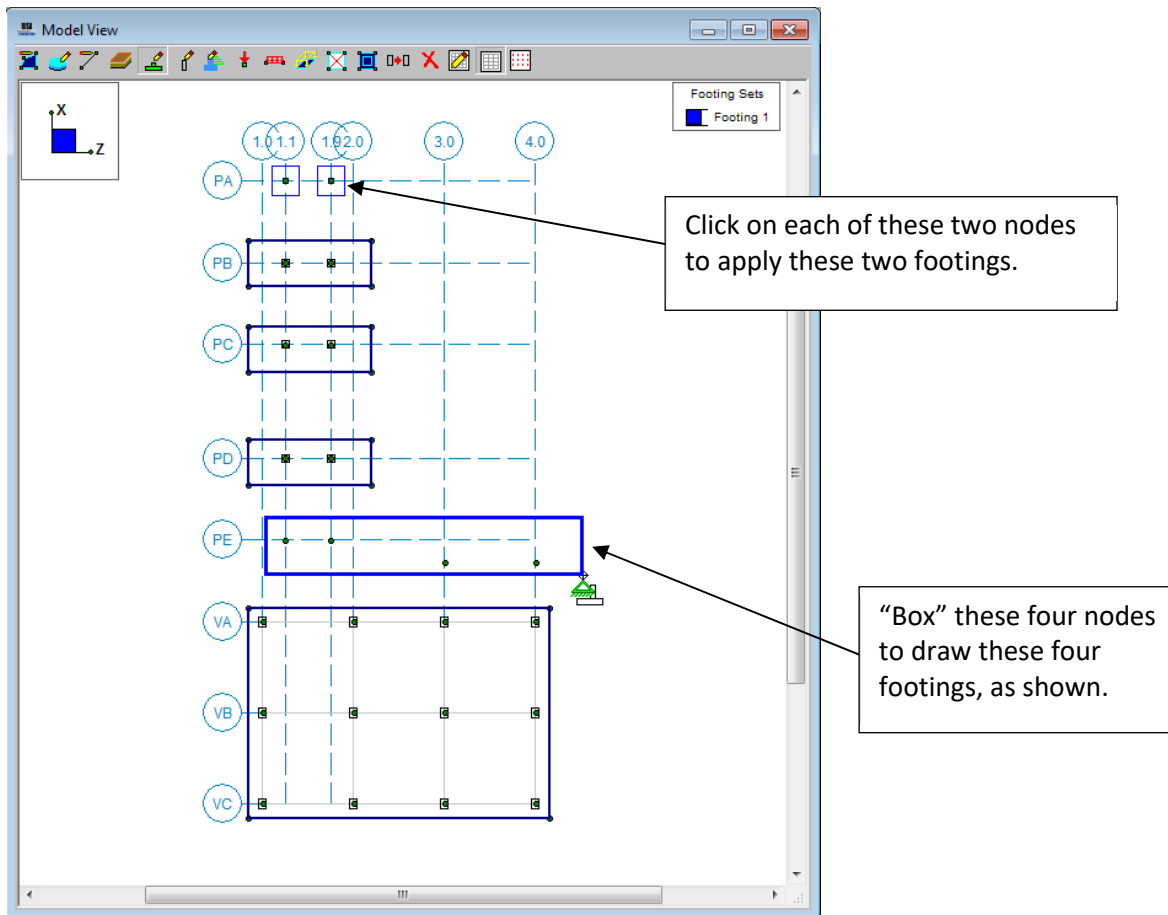 Model View
Footing Sets
Footing 1
X
Z
1.0 1.1 1.9 2.0 3.0 4.0
PA
Click on each of these two nodes
to apply these two footings.
PB
PC
PD
PE
“Box” these four nodes
to draw these four
footings, as shown.
VA
VB
VC